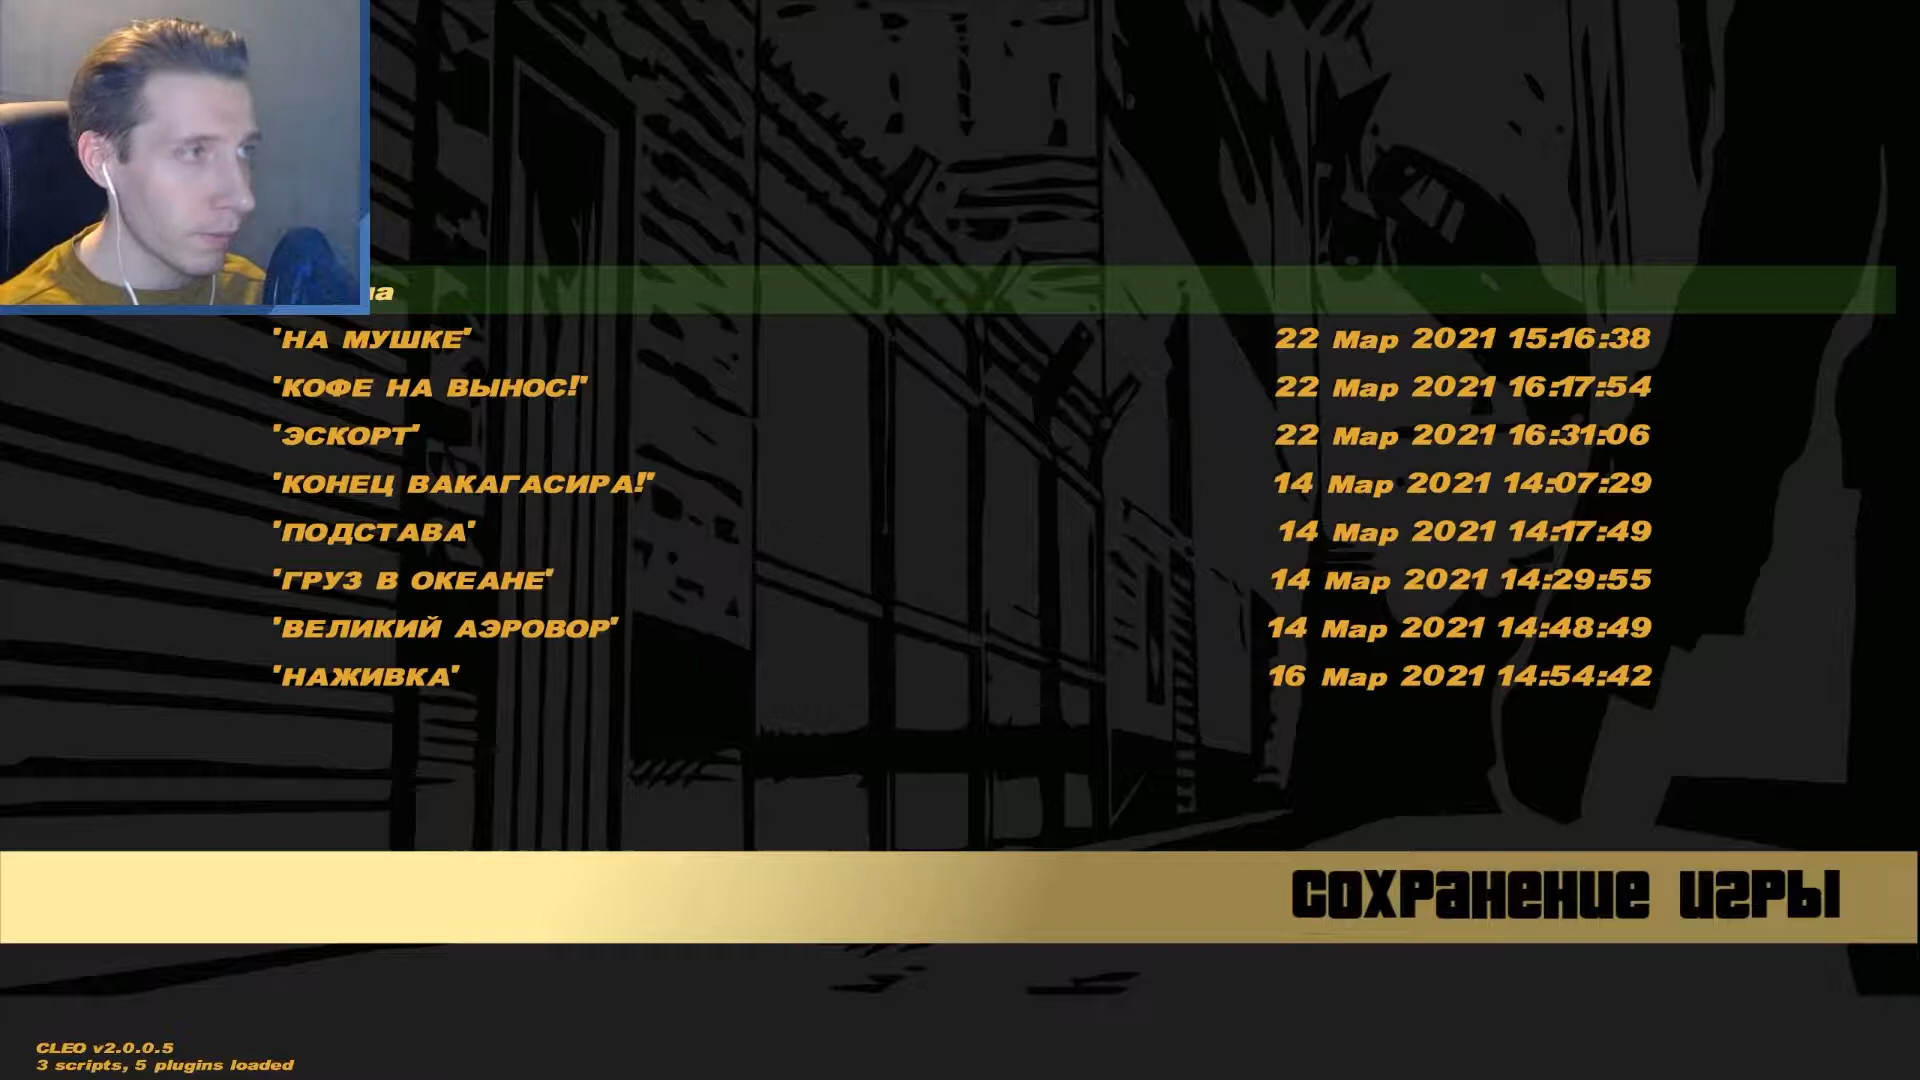 'НА МУШКЕ' 22 Мар 2021 15:16:38
'КОФЕ НА ВЫНОС!' 22 Мар 2021 16:17:54
'ЭСКОРТ' 22 Мар 2021 16:31:06
'КОНЕЦ ВАКАГАСИРА!' 14 Мар 2021 14:07:29
'ПОДСТАВА' 14 Мар 2021 14:17:49
'ГРУЗ В ОКЕАНЕ' 14 Мар 2021 14:29:55
'ВЕЛИКИЙ АЭРОВОР' 14 Мар 2021 14:48:49
'НАЖИВКА' 16 Мар 2021 14:54:42
СОХРАНЕНИЕ ИГРЫ
CLEO v2.0.0.5
3 scripts, 5 plugins loaded